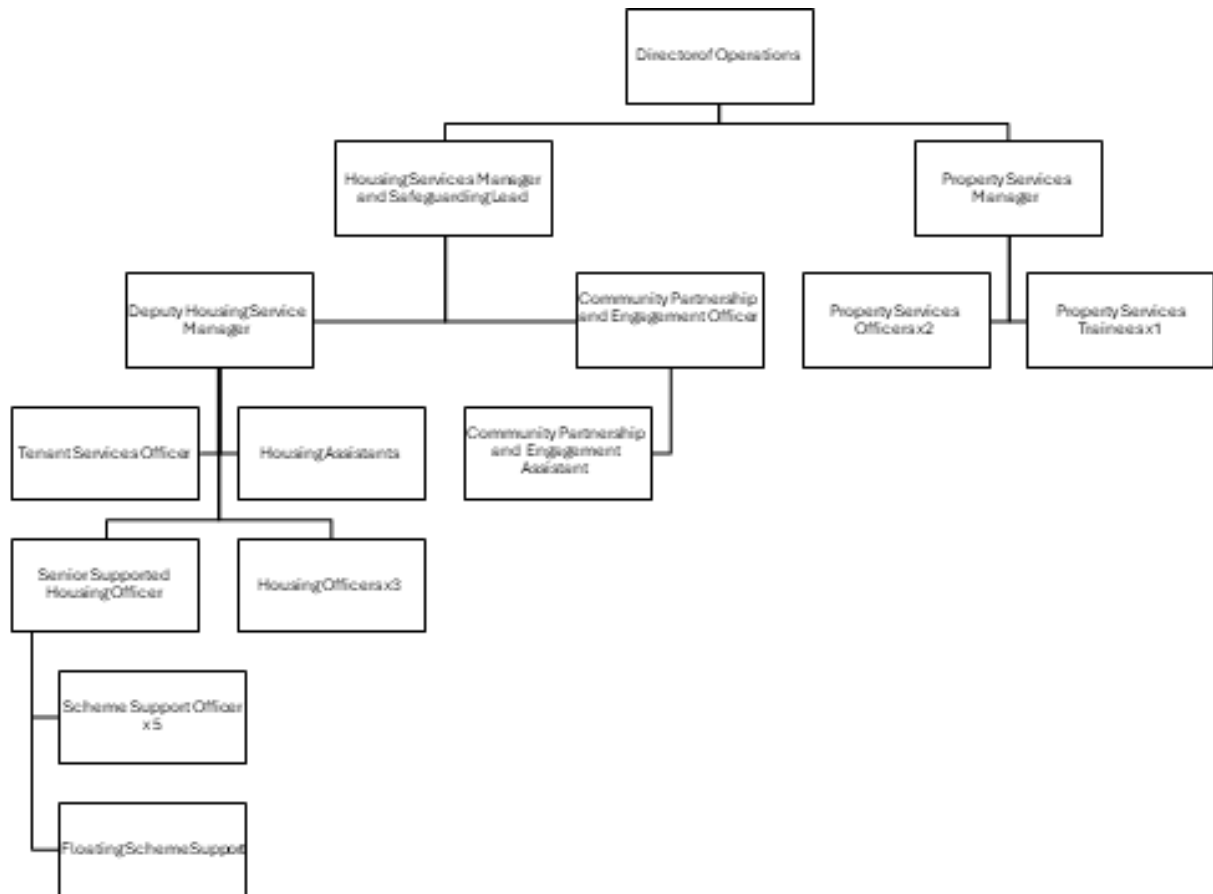 Director of Operations
Housing Services Manager
and Safeguarding Lead
Property Services
Manager
Deputy Housing Service
Manager
Community Partnership
and Engagement Officer
Property Services
Officers x2
Property Services
Trainees x1
Tenant Services Officer
Housing Assistants
Community Partnership
and Engagement
Assistant
Senior Supported
Housing Officer
Housing Officers x3
Scheme Support Officer
x 5
Floating Scheme Support